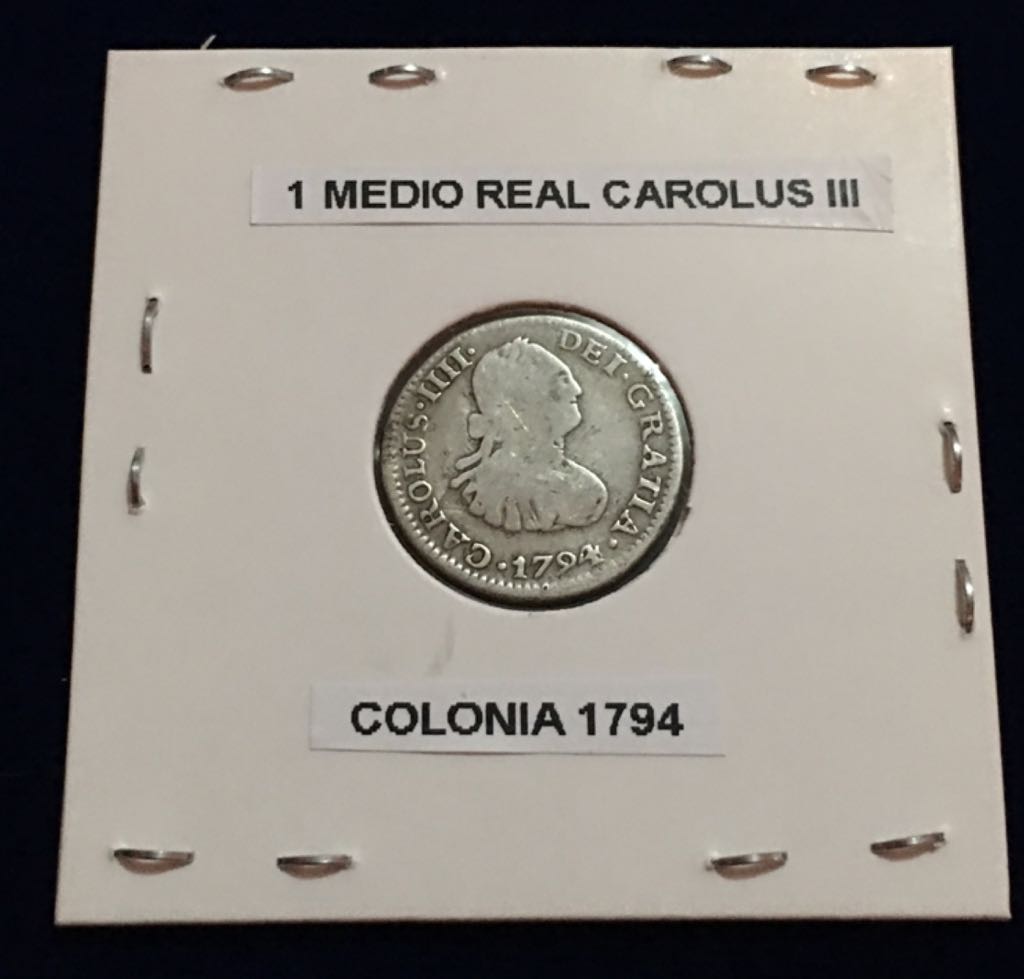 1 MEDIO REAL CAROLUS III
CAROLUS·IIII· DEI·GRATIA·
·1794·
COLONIA 1794